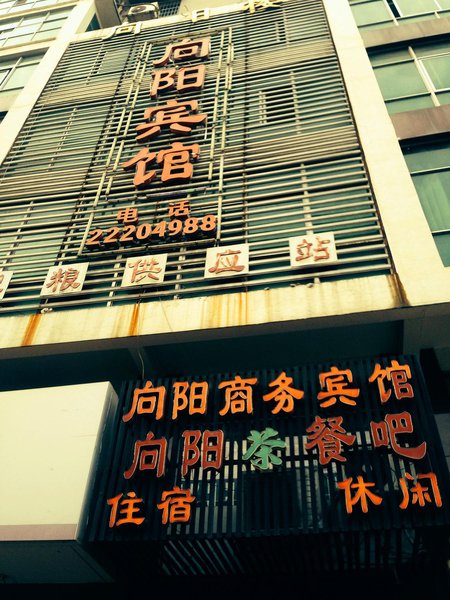 向阳宾馆
电话
22204988
粮供应站
向阳商务宾馆
向阳茶餐吧
住宿 休闲